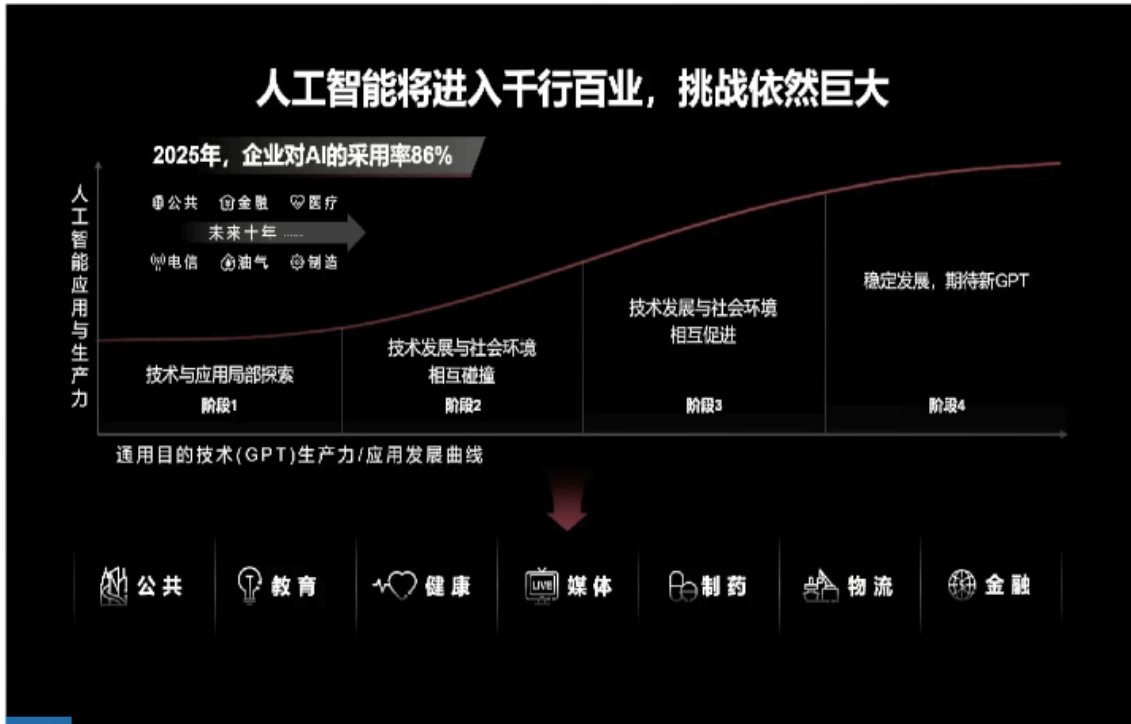 人工智能将进入千行百业，挑战依然巨大
2025年，企业对AI的采用率86%
公共 金融 医疗
未来十年 ......
电信 油气 制造
人工智能应用与生产力
技术与应用局部探索
阶段1
技术发展与社会环境
相互碰撞
阶段2
技术发展与社会环境
相互促进
阶段3
稳定发展，期待新GPT
阶段4
通用目的技术(GPT)生产力/应用发展曲线
公共 教育 健康 LIVE 媒体 制药 物流 金融